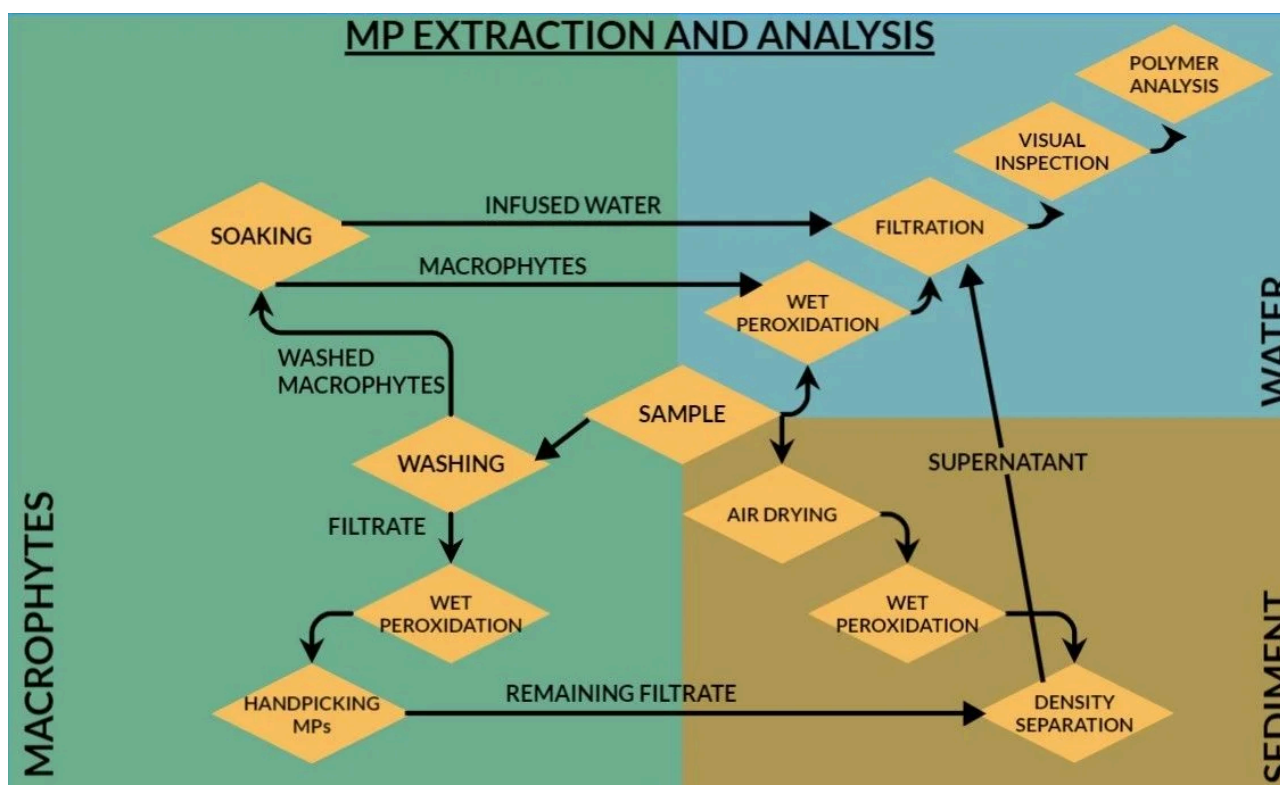 MP EXTRACTION AND ANALYSIS
POLYMER
ANALYSIS
VISUAL
INSPECTION
INFUSED WATER
SOAKING
FILTRATION
MACROPHYTES
WET
PEROXIDATION
WATER
WASHED
MACROPHYTES
SAMPLE
WASHING
SUPERNATANT
AIR DRYING
FILTRATE
WET
PEROXIDATION
WET
PEROXIDATION
MACROPHYTES
SEDIMENT
REMAINING FILTRATE
HANDPICKING
MPs
DENSITY
SEPARATION